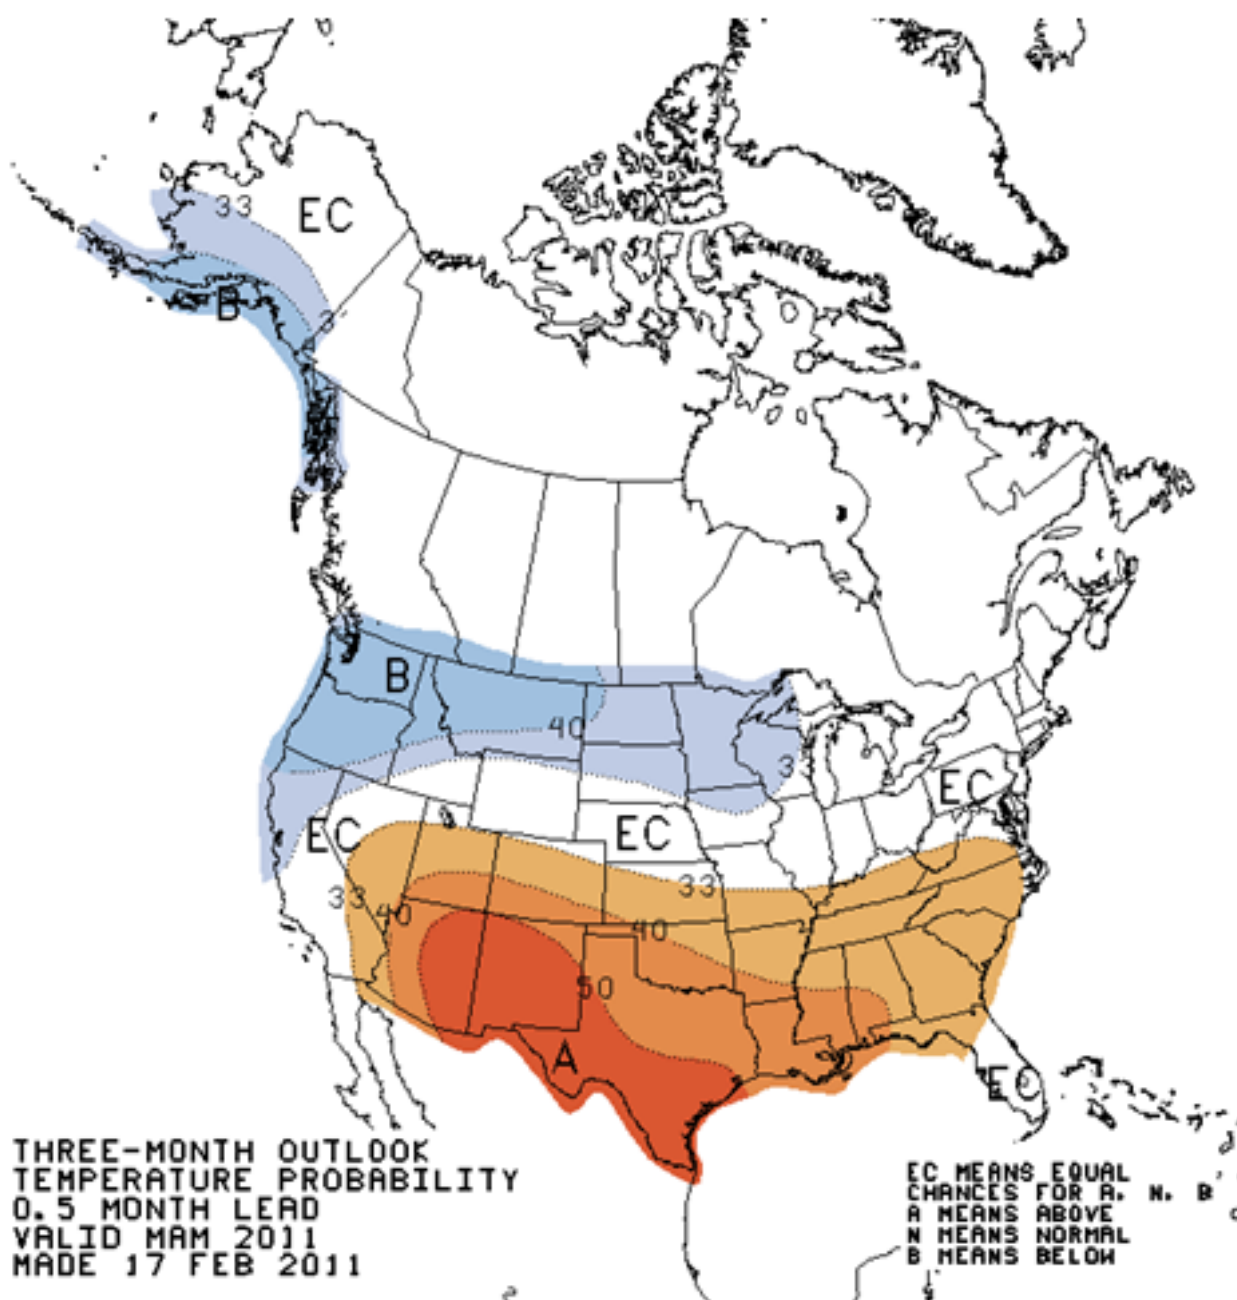 33
EC
B
3
B
40
3
EC
EC
EC
33
33
40
40
50
A
EC
THREE-MONTH OUTLOOK
TEMPERATURE PROBABILITY
0.5 MONTH LEAD
VALID MAM 2011
MADE 17 FEB 2011
EC MEANS EQUAL
CHANCES FOR A, N, B
A MEANS ABOVE
N MEANS NORMAL
B MEANS BELOW